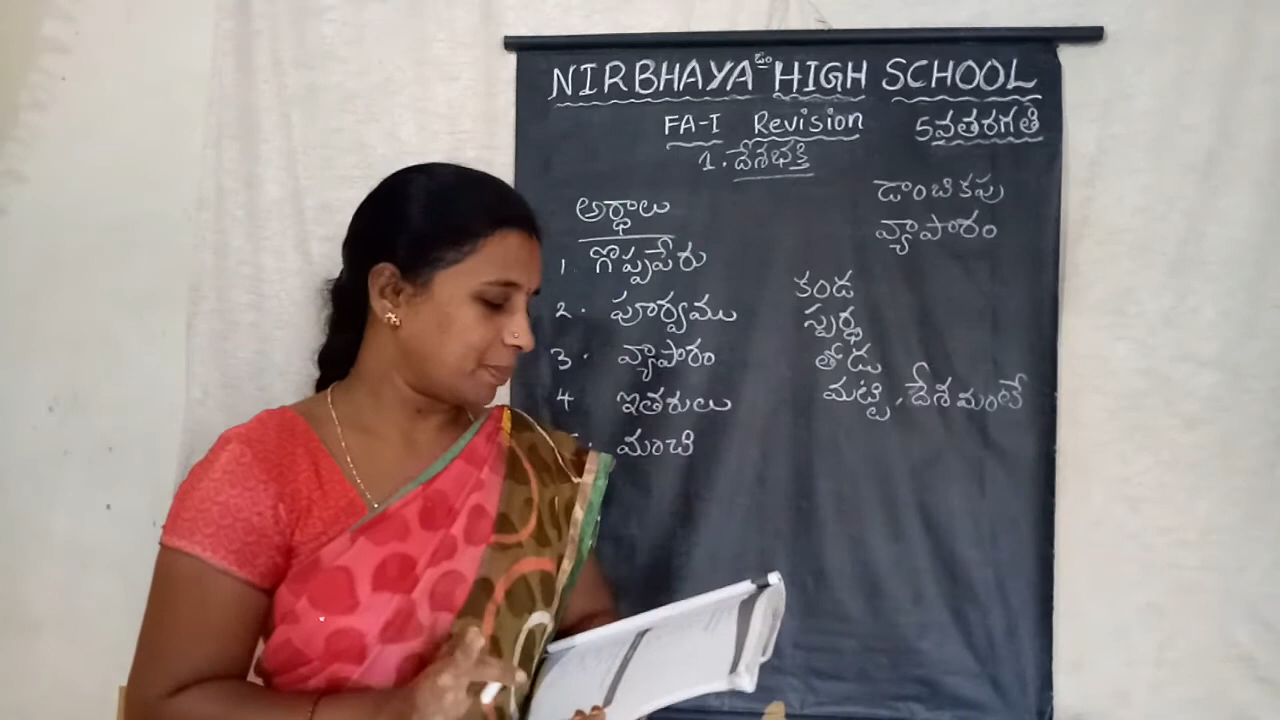 NIRBHAYA HIGH SCHOOL
FA-I Revision 5వతరగతి
1. దేశభక్తి
అర్ధాలు
1. గొప్పపేరు
2. పూర్వము
3. వ్యాపారం
4 ఇతరులు
మంచి
డాంబికపు
వ్యాపారం
కండ
స్పర్ధ
తోడు
మట్టి, దేశమంటే